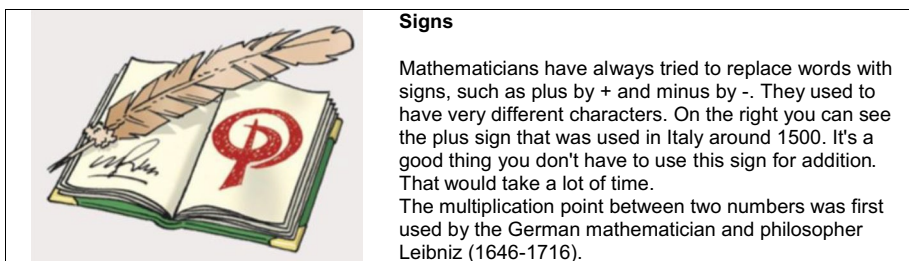 Signs
Mathematicians have always tried to replace words with
signs, such as plus by + and minus by -. They used to
have very different characters. On the right you can see
the plus sign that was used in Italy around 1500. It's a
good thing you don't have to use this sign for addition.
That would take a lot of time.
The multiplication point between two numbers was first
used by the German mathematician and philosopher
Leibniz (1646-1716).